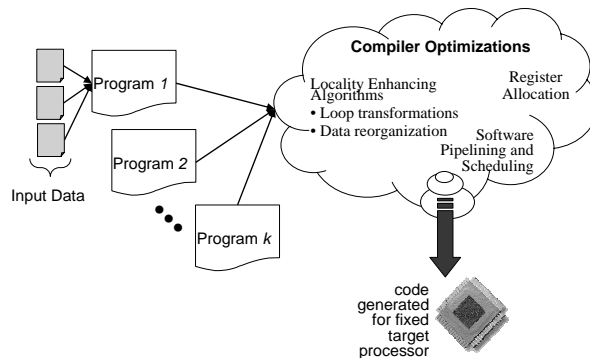 Compiler Optimizations
Program 1
Locality Enhancing
Algorithms
• Loop transformations
• Data reorganization
Register
Allocation
Software
Pipelining and
Scheduling
Input Data
Program 2
Program k
code
generated
for fixed
target
processor